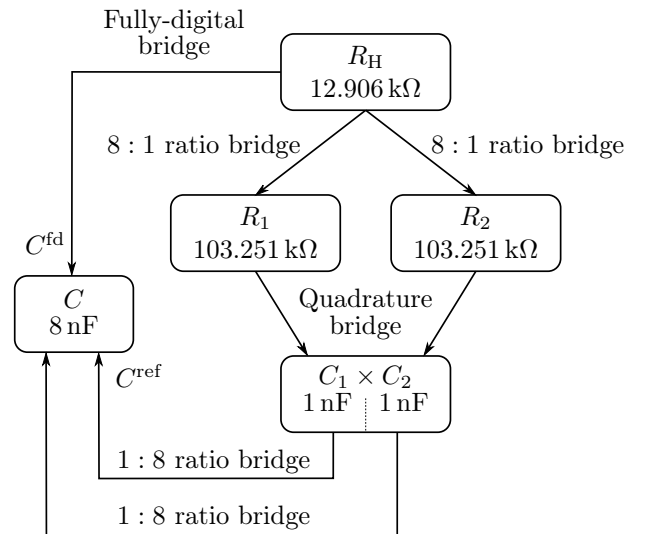 Fully-digital
bridge
R_H
12.906 kΩ
8 : 1 ratio bridge
8 : 1 ratio bridge
R_1
103.251 kΩ
R_2
103.251 kΩ
C^fd
C
8 nF
Quadrature
bridge
C^ref
C_1 × C_2
1 nF 1 nF
1 : 8 ratio bridge
1 : 8 ratio bridge